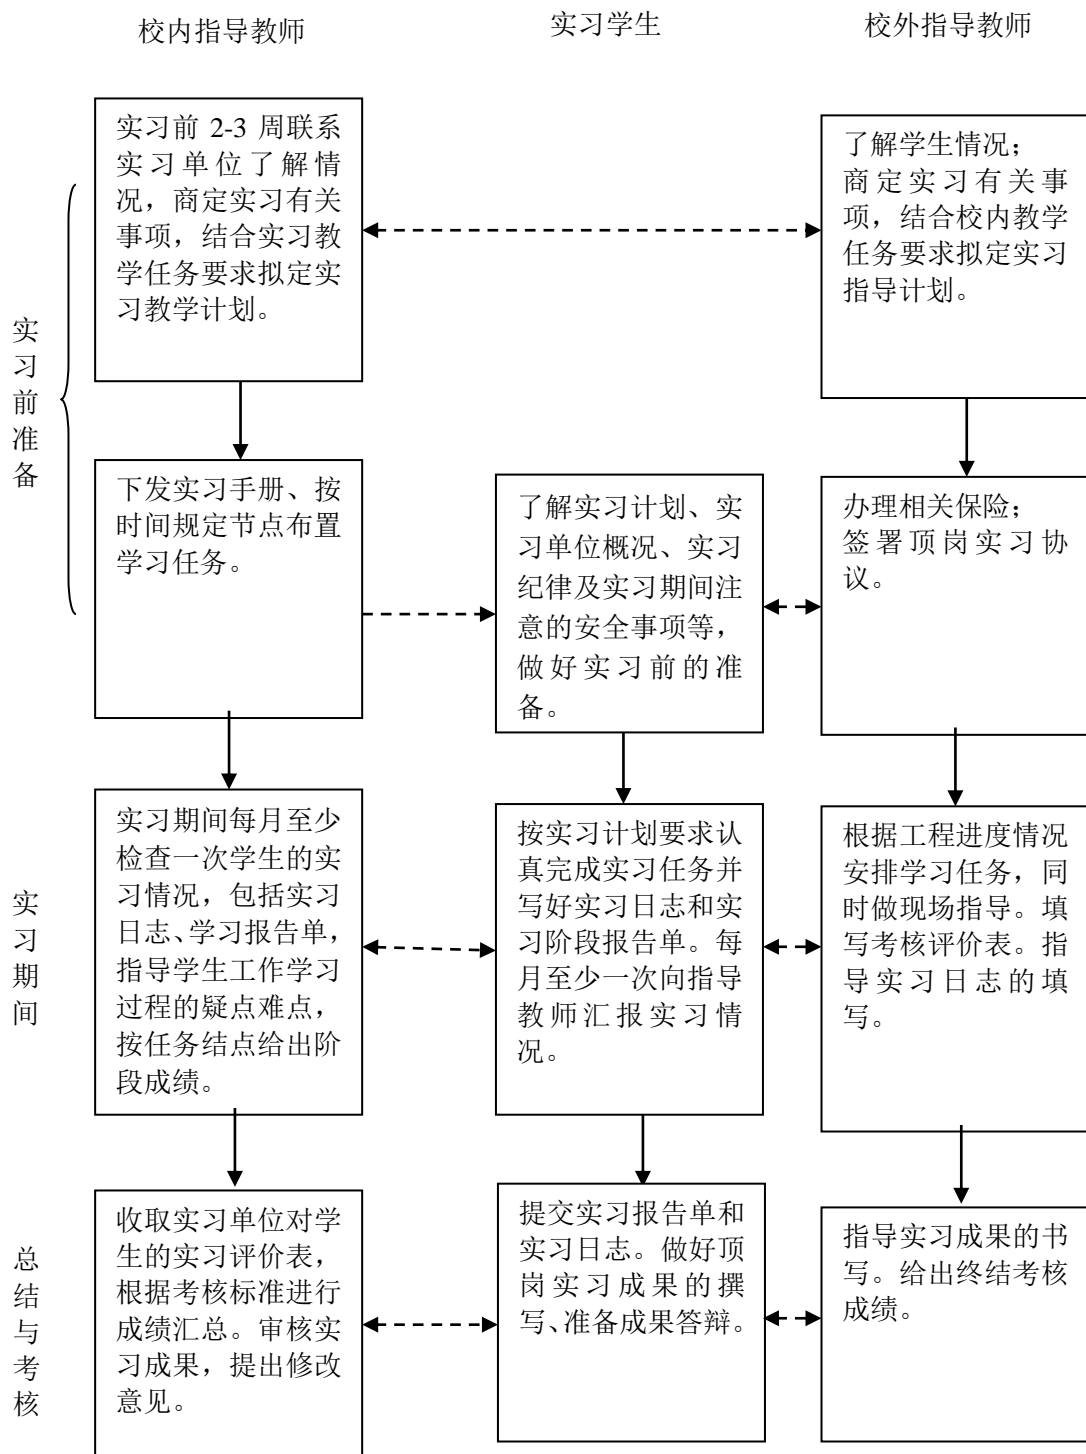 校内指导教师
实习学生
校外指导教师
实习前准备
实习前 2-3 周联系
实习单位了解情
况，商定实习有关
事项，结合实习教
学任务要求拟定实
习教学计划。
了解学生情况；
商定实习有关事
项，结合校内教学
任务要求拟定实习
指导计划。
下发实习手册、按
时间规定节点布置
学习任务。
了解实习计划、实
习单位概况、实习
纪律及实习期间注
意的安全事项等，
做好实习前的准
备。
办理相关保险；
签署顶岗实习协
议。
实习期间
实习期间每月至少
检查一次学生的实
习情况，包括实习
日志、学习报告单，
指导学生工作学习
过程的疑点难点，
按任务结点给出阶
段成绩。
按实习计划要求认
真完成实习任务并
写好实习日志和实
习阶段报告单。每
月至少一次向指导
教师汇报实习情
况。
根据工程进度情况
安排学习任务，同
时做现场指导。填
写考核评价表。指
导实习日志的填
写。
总结与考核
收取实习单位对学
生的实习评价表，
根据考核标准进行
成绩汇总。审核实
习成果，提出修改
意见。
提交实习报告单和
实习日志。做好顶
岗实习成果的撰
写、准备成果答辩。
指导实习成果的书
写。给出终结考核
成绩。